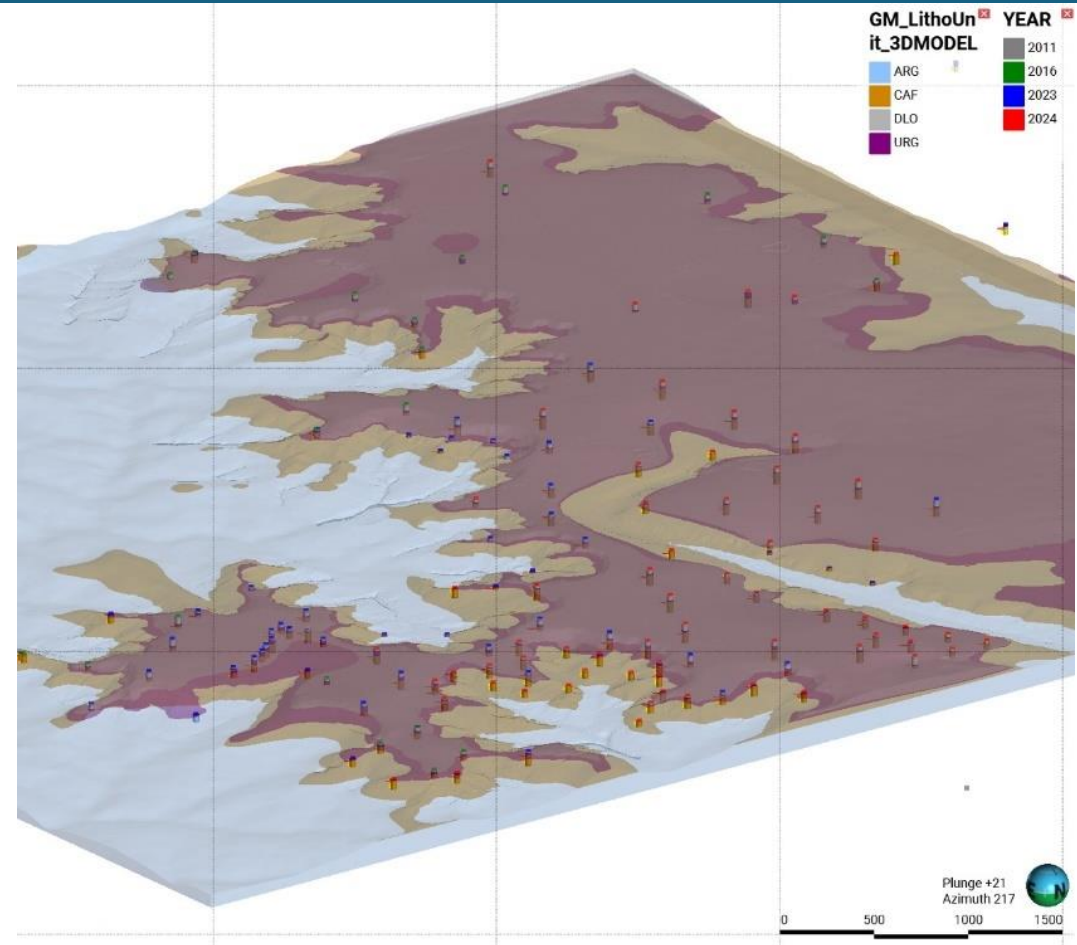 GM_LithoUn
it_3DMODEL
ARG
CAF
DLO
URG
YEAR
2011
2016
2023
2024
Plunge +21
Azimuth 217
N
0 500 1000 1500